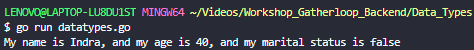 LENOVO@LAPTOP-LU8DU1ST MINGW64 ~/Videos/Workshop_Gatherloop_Backend/Data_Types
$ go run datatypes.go
My name is Indra, and my age is 40, and my marital status is false